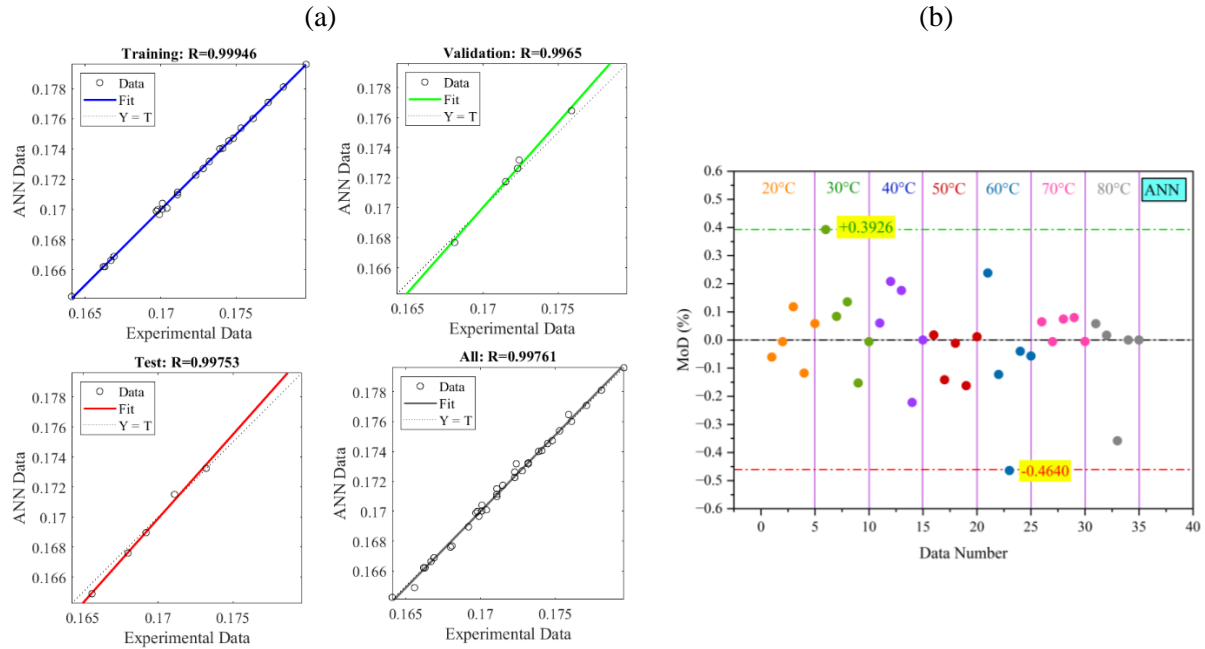 (a)
Training: R=0.99946
ANN Data
0.178
0.176
0.174
0.172
0.17
0.168
0.166
Data
Fit
Y = T
0.165
0.17
0.175
Experimental Data
Validation: R=0.9965
ANN Data
0.178
0.176
0.174
0.172
0.17
0.168
0.166
Data
Fit
Y = T
0.165
0.17
0.175
Experimental Data
Test: R=0.99753
ANN Data
0.178
0.176
0.174
0.172
0.17
0.168
0.166
Data
Fit
Y = T
0.165
0.17
0.175
Experimental Data
All: R=0.99761
ANN Data
0.178
0.176
0.174
0.172
0.17
0.168
0.166
Data
Fit
Y = T
0.165
0.17
0.175
Experimental Data
(b)
MoD (%)
0.6
0.5
0.4
0.3
0.2
0.1
0.0
−0.1
−0.2
−0.3
−0.4
−0.5
−0.6
20°C 30°C 40°C 50°C 60°C 70°C 80°C ANN
+0.3926
-0.4640
0 5 10 15 20 25 30 35 40
Data Number